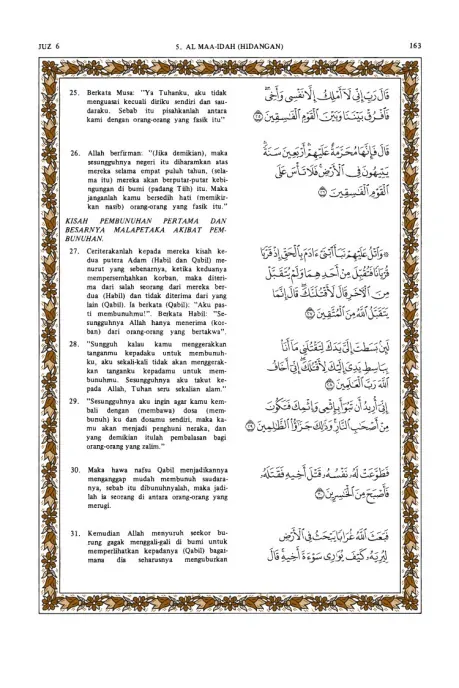 JUZ 6
5. AL MAA-IDAH (HIDANGAN)
163
25. Berkata Musa: "Ya Tuhanku, aku tidak
menguasai kecuali diriku sendiri dan sau-
daraku. Sebab itu pisahkanlah antara
kami dengan orang-orang yang fasik itu"
قَالَ رَبِّ إِنِّي لَآ أَمْلِكُ إِلَّا نَفْسِي وَأَخِي
فَٱفْرُقْ بَيْنَنَا وَبَيْنَ ٱلْقَوْمِ ٱلْفَٰسِقِينَ ٢٥
26. Allah berfirman: "(Jika demikian), maka
sesungguhnya negeri itu diharamkan atas
mereka selama empat puluh tahun, (sela-
ma itu) mereka akan berputar-putar kebi-
ngungan di bumi (padang Tiih) itu. Maka
janganlah kamu bersedih hati (memikir-
kan nasib) orang-orang yang fasik itu."
قَالَ فَإِنَّهَا مُحَرَّمَةٌ عَلَيْهِمْ أَرْبَعِينَ سَنَةً
يَتِيهُونَ فِي ٱلْأَرْضِ فَلَا تَأْسَ عَلَى
ٱلْقَوْمِ ٱلْفَٰسِقِينَ ٢٦
KISAH PEMBUNUHAN PERTAMA DAN
BESARNYA MALAPETAKA AKIBAT PEM-
BUNUHAN.
27. Ceriterakanlah kepada mereka kisah ke-
dua putera Adam (Habil dan Qabil) me-
nurut yang sebenarnya, ketika keduanya
mempersembahkan korban, maka diteri-
ma dari salah seorang dari mereka ber-
dua (Habil) dan tidak diterima dari yang
lain (Qabil). Ia berkata (Qabil): "Aku pas-
ti membunuhmu!". Berkata Habil: "Se-
sungguhnya Allah hanya menerima (kor-
ban) dari orang-orang yang bertakwa".
۞ وَٱتْلُ عَلَيْهِمْ نَبَأَ ٱبْنَيْ ءَادَمَ بِٱلْحَقِّ إِذْ قَرَّبَا
قُرْبَانًا فَتُقُبِّلَ مِنْ أَحَدِهِمَا وَلَمْ يُتَقَبَّلْ
مِنَ ٱلْءَاخَرِ قَالَ لَأَقْتُلَنَّكَ قَالَ إِنَّمَا
يَتَقَبَّلُ ٱللَّهُ مِنَ ٱلْمُتَّقِينَ ٢٧
28. "Sungguh kalau kamu menggerakkan
tanganmu kepadaku untuk membunuh-
ku, aku sekali-kali tidak akan menggerak-
kan tanganku kepadamu untuk mem-
bunuhmu. Sesungguhnya aku takut ke-
pada Allah, Tuhan seru sekalian alam."
لَئِنْ بَسَطتَ إِلَيَّ يَدَكَ لِتَقْتُلَنِي مَآ أَنَا
بِبَاسِطٍ يَدِيَ إِلَيْكَ لِأَقْتُلَكَ إِنِّي أَخَافُ
ٱللَّهَ رَبَّ ٱلْعَٰلَمِينَ ٢٨
29. "Sesungguhnya aku ingin agar kamu kem-
bali dengan (membawa) dosa (mem-
bunuh) ku dan dosamu sendiri, maka ka-
mu akan menjadi penghuni neraka, dan
yang demikian itulah pembalasan bagi
orang-orang yang zalim."
إِنِّي أُرِيدُ أَن تَبُوٓأَ بِإِثْمِي وَإِثْمِكَ فَتَكُونَ
مِنْ أَصْحَٰبِ ٱلنَّارِ وَذَٰلِكَ جَزَٰٓؤُا۟ ٱلظَّٰلِمِينَ ٢٩
30. Maka hawa nafsu Qabil menjadikannya
menganggap mudah membunuh saudara-
nya, sebab itu dibunuhnyalah, maka jadi-
lah ia seorang di antara orang-orang yang
merugi.
فَطَوَّعَتْ لَهُۥ نَفْسُهُۥ قَتْلَ أَخِيهِ فَقَتَلَهُۥ
فَأَصْبَحَ مِنَ ٱلْخَٰسِرِينَ ٣٠
31. Kemudian Allah menyuruh seekor bu-
rung gagak menggali-gali di bumi untuk
memperlihatkan kepadanya (Qabil) bagai-
mana dia seharusnya menguburkan
فَبَعَثَ ٱللَّهُ غُرَابًا يَبْحَثُ فِي ٱلْأَرْضِ
لِيُرِيَهُۥ كَيْفَ يُوَٰرِي سَوْءَةَ أَخِيهِ قَالَ